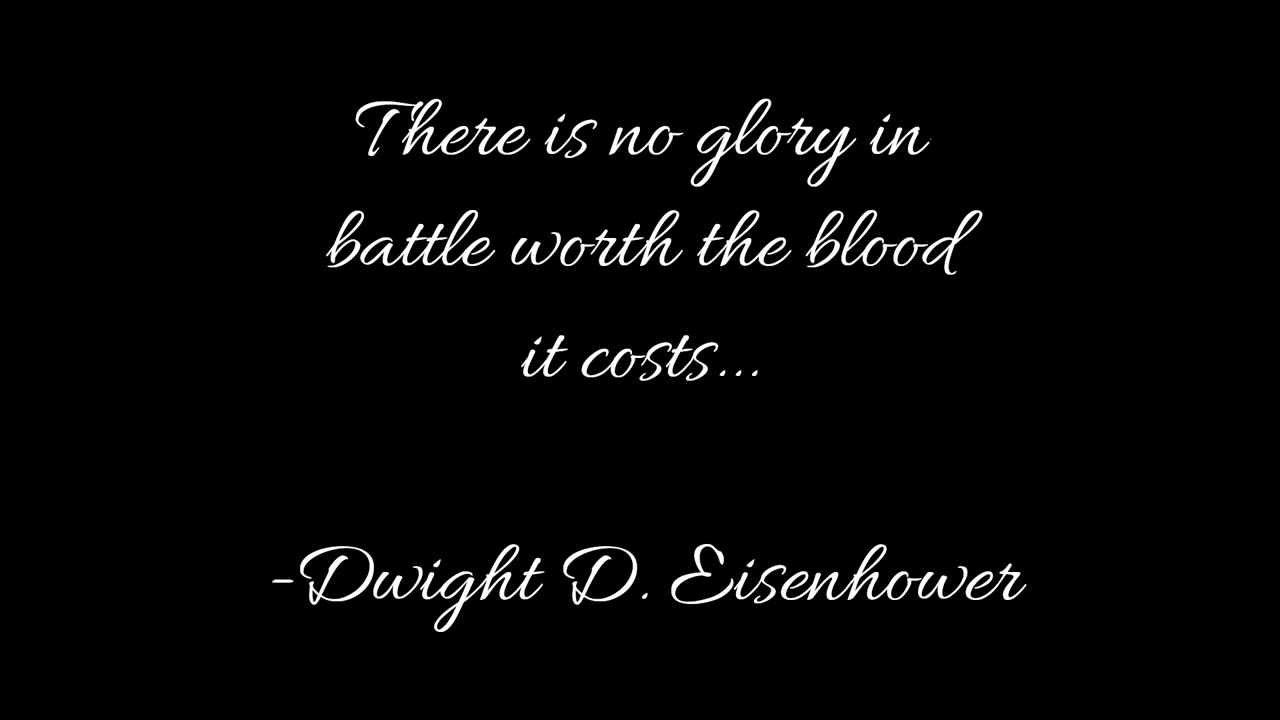 There is no glory in
battle worth the blood
it costs...
-Dwight D. Eisenhower